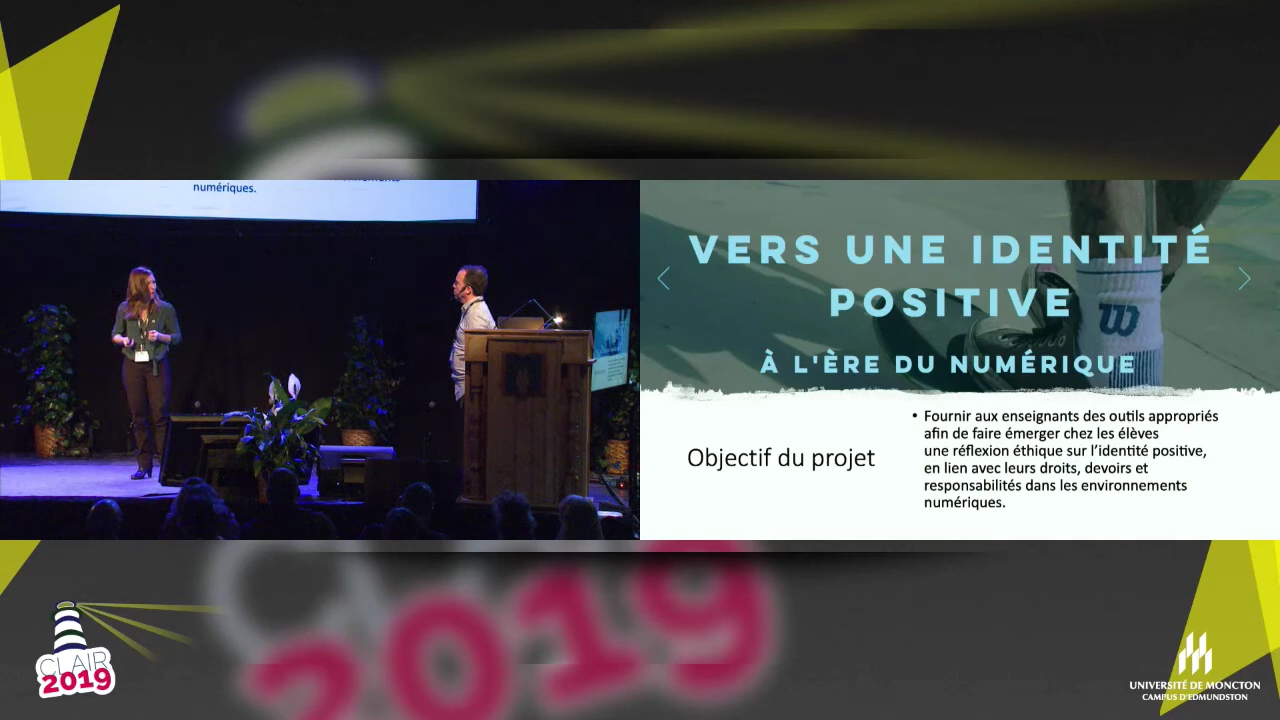 numériques.
VERS UNE IDENTITÉ
POSITIVE
À L'ÈRE DU NUMÉRIQUE
Objectif du projet
• Fournir aux enseignants des outils appropriés
afin de faire émerger chez les élèves
une réflexion éthique sur l'identité positive,
en lien avec leurs droits, devoirs et
responsabilités dans les environnements
numériques.
W
2019
CLAIR
2019
UNIVERSITÉ DE MONCTON
CAMPUS D'EDMUNDSTON